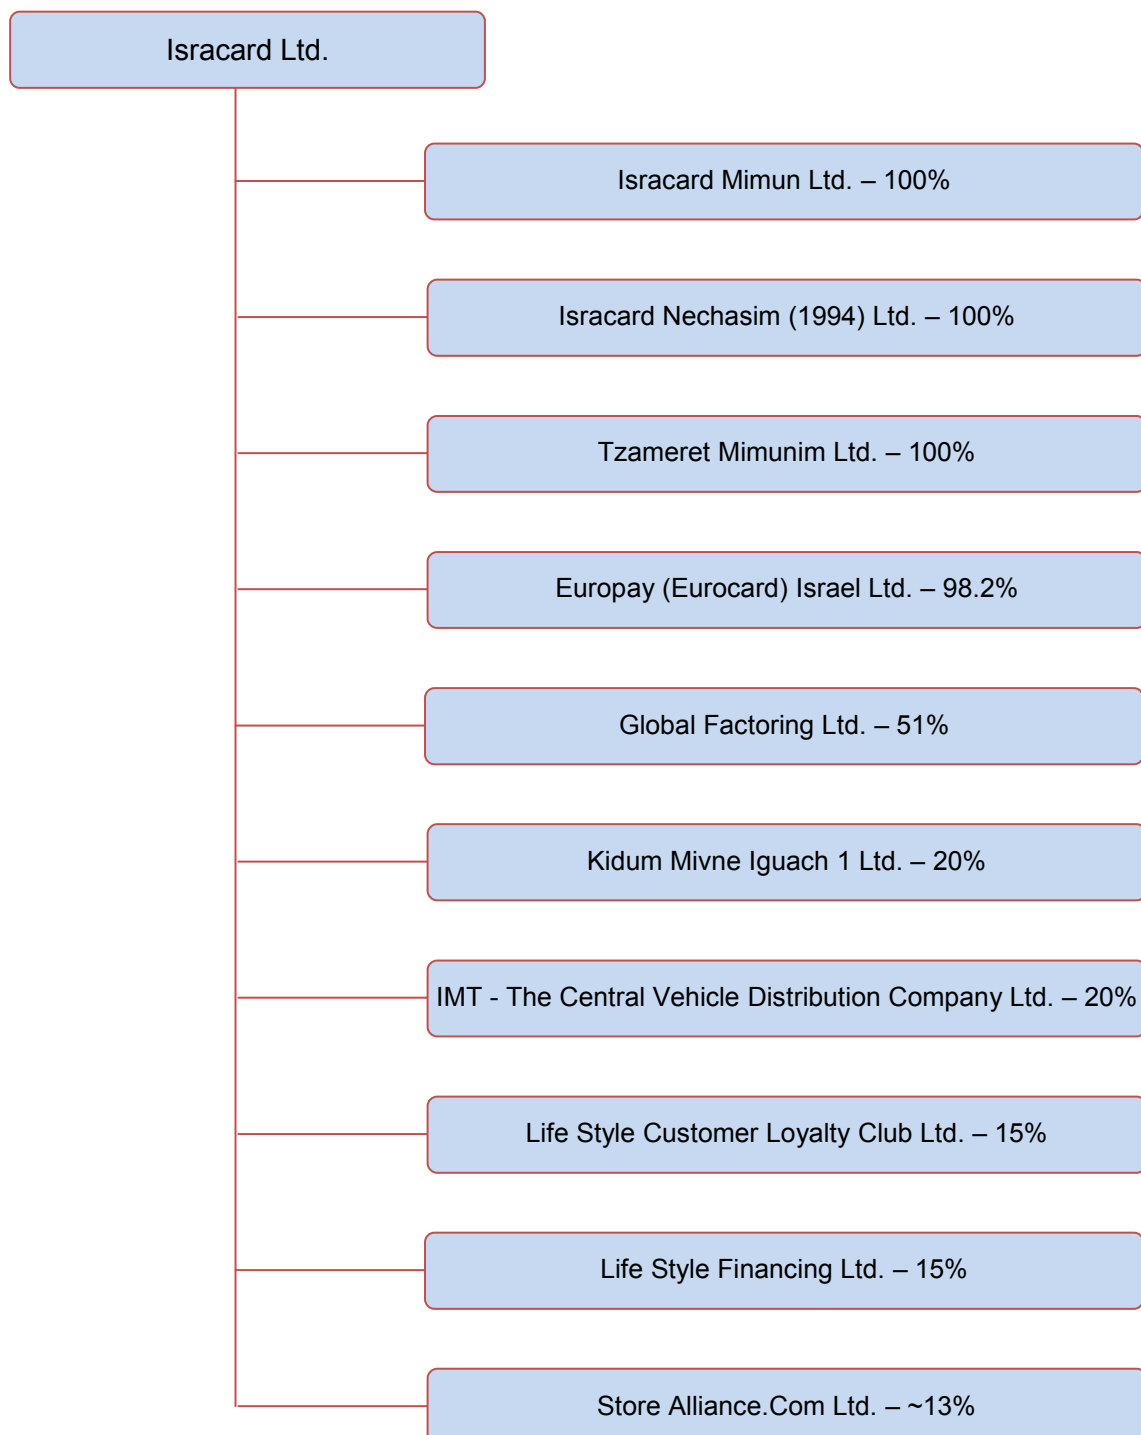 Isracard Ltd.
Isracard Mimun Ltd. – 100%
Isracard Nechasim (1994) Ltd. – 100%
Tzameret Mimunim Ltd. – 100%
Europay (Eurocard) Israel Ltd. – 98.2%
Global Factoring Ltd. – 51%
Kidum Mivne Iguach 1 Ltd. – 20%
IMT - The Central Vehicle Distribution Company Ltd. – 20%
Life Style Customer Loyalty Club Ltd. – 15%
Life Style Financing Ltd. – 15%
Store Alliance.Com Ltd. – ~13%